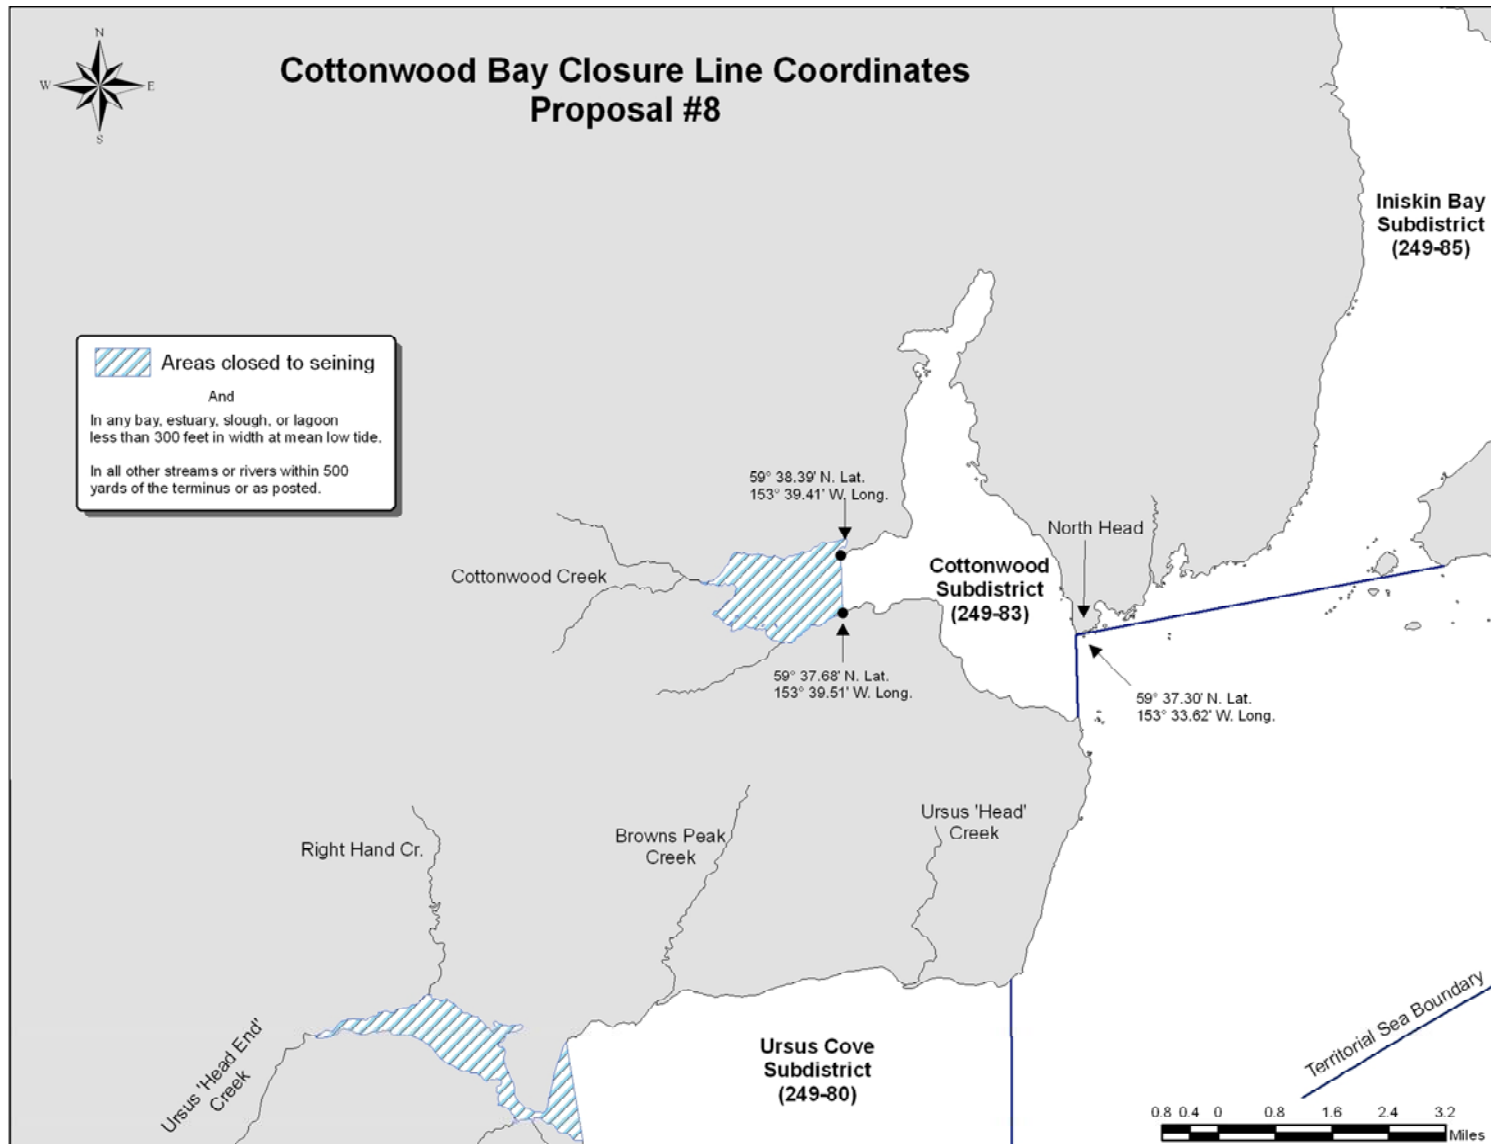 N
W
E
S
Cottonwood Bay Closure Line Coordinates
Proposal #8
Iniskin Bay
Subdistrict
(249-85)
Areas closed to seining
And
In any bay, estuary, slough, or lagoon
less than 300 feet in width at mean low tide.
In all other streams or rivers within 500
yards of the terminus or as posted.
59° 38.39' N. Lat.
153° 39.41' W. Long.
North Head
Cottonwood Creek
Cottonwood
Subdistrict
(249-83)
59° 37.68' N. Lat.
153° 39.51' W. Long.
59° 37.30' N. Lat.
153° 33.62' W. Long.
Right Hand Cr.
Browns Peak
Creek
Ursus 'Head'
Creek
Ursus 'Head End'
Creek
Ursus Cove
Subdistrict
(249-80)
Territorial Sea Boundary
0.8 0.4 0 0.8 1.6 2.4 3.2
Miles